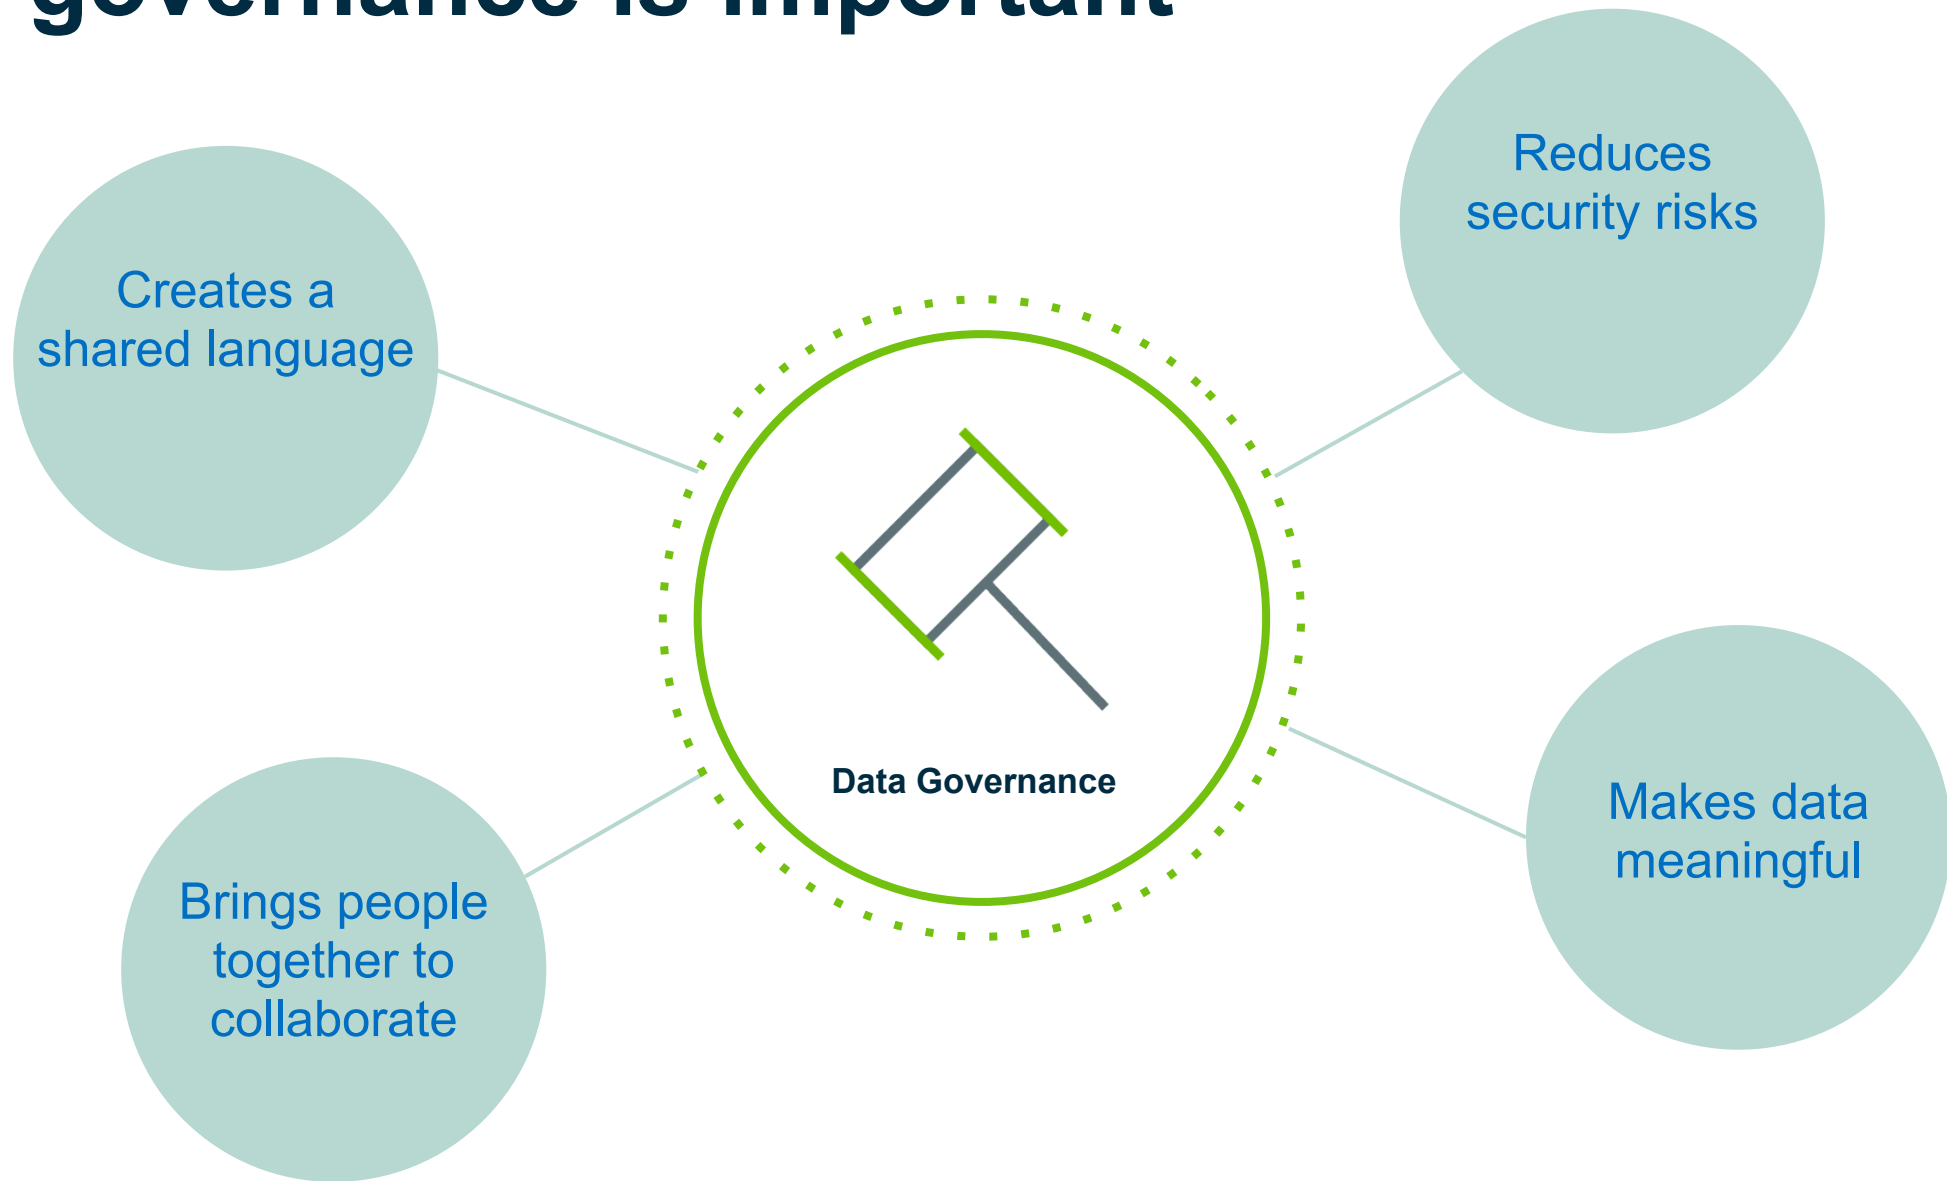 governance is important
Reduces
security risks
Creates a
shared language
Data Governance
Makes data
meaningful
Brings people
together to
collaborate